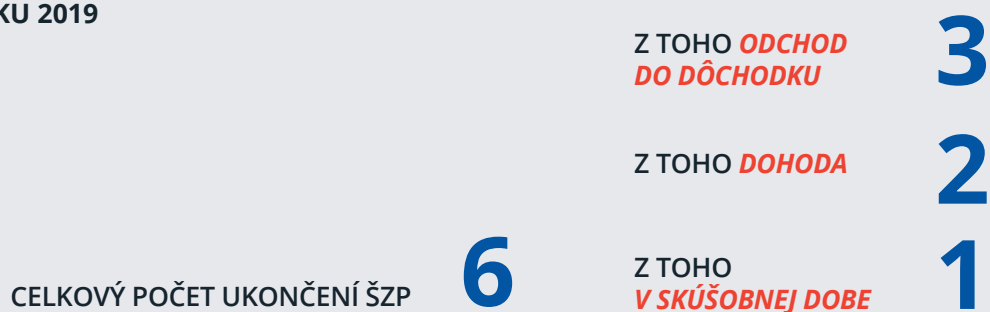 KU 2019
Z TOHO ODCHOD
DO DÔCHODKU
3
Z TOHO DOHODA
2
CELKOVÝ POČET UKONČENÍ ŠZP
6
Z TOHO
V SKÚŠOBNEJ DOBE
1